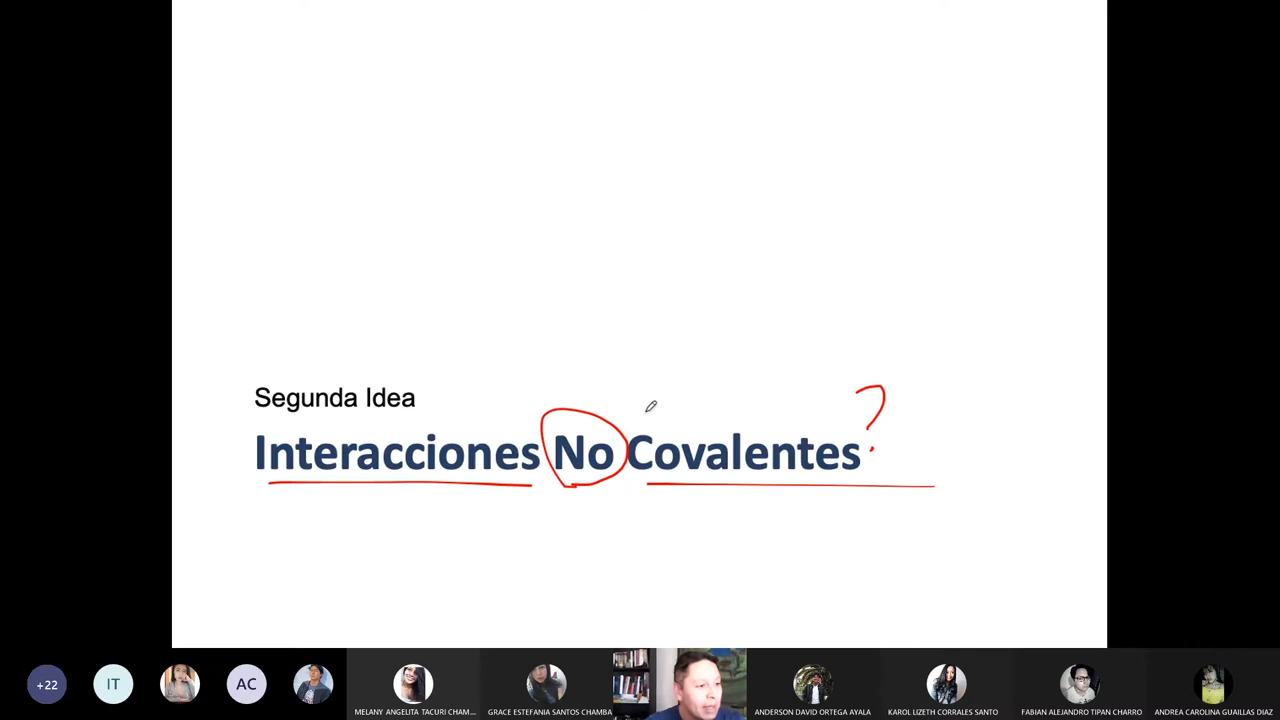 Segunda Idea
Interacciones No Covalentes ?
+22
IT
AC
MELANY ANGELITA TACURI CHAM...
GRACE ESTEFANIA SANTOS CHAMBA
ANDERSON DAVID ORTEGA AYALA
KAROL LIZETH CORRALES SANTO
FABIAN ALEJANDRO TIPAN CHARRO
ANDREA CAROLINA GUAILLAS DIAZ